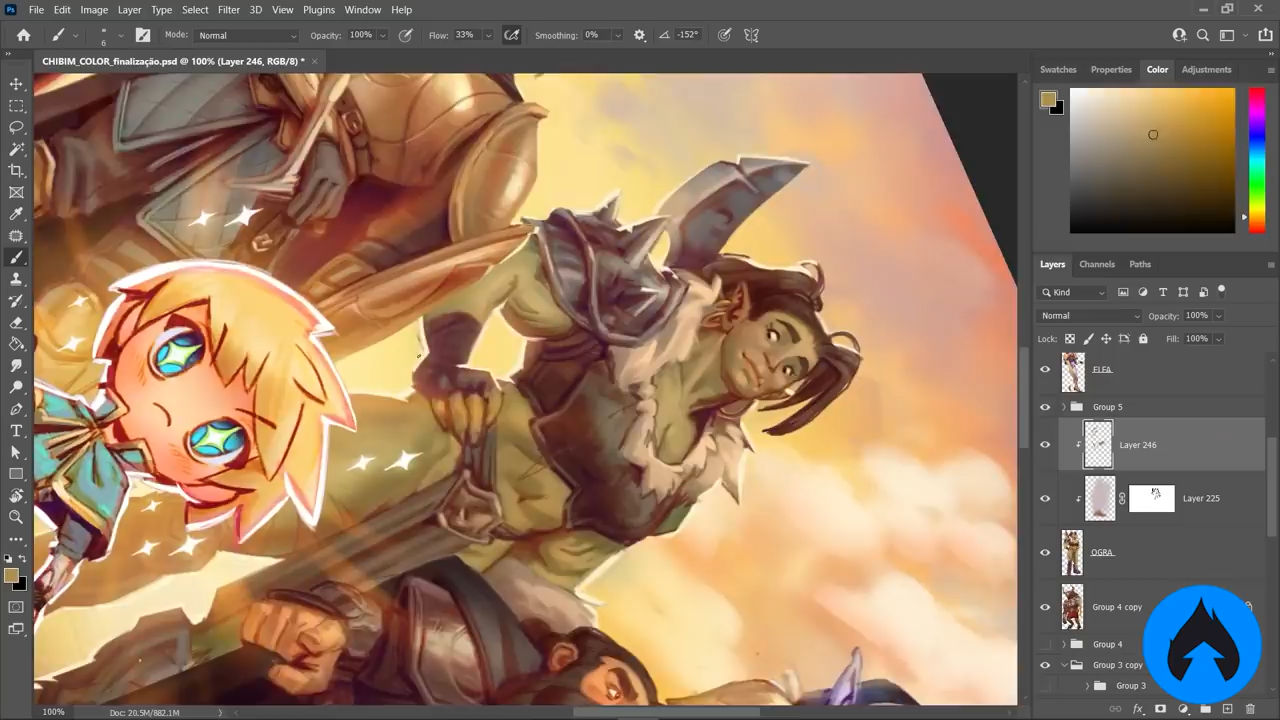 Ps File Edit Image Layer Type Select Filter 3D View Plugins Window Help
6 Mode: Normal Opacity: 100% Flow: 33% Smoothing: 0% -152°
CHIBIM_COLOR_finalização.psd @ 100% (Layer 246, RGB/8) *
Swatches Properties Color Adjustments
Layers Channels Paths
Kind
Normal Opacity: 100%
Lock: Fill: 100%
ELFA
Group 5
Layer 246
Layer 225
OGRA
Group 4 copy
Group 4
Group 3 copy
Group 3
100% Doc: 20.5M/882.1M
fx